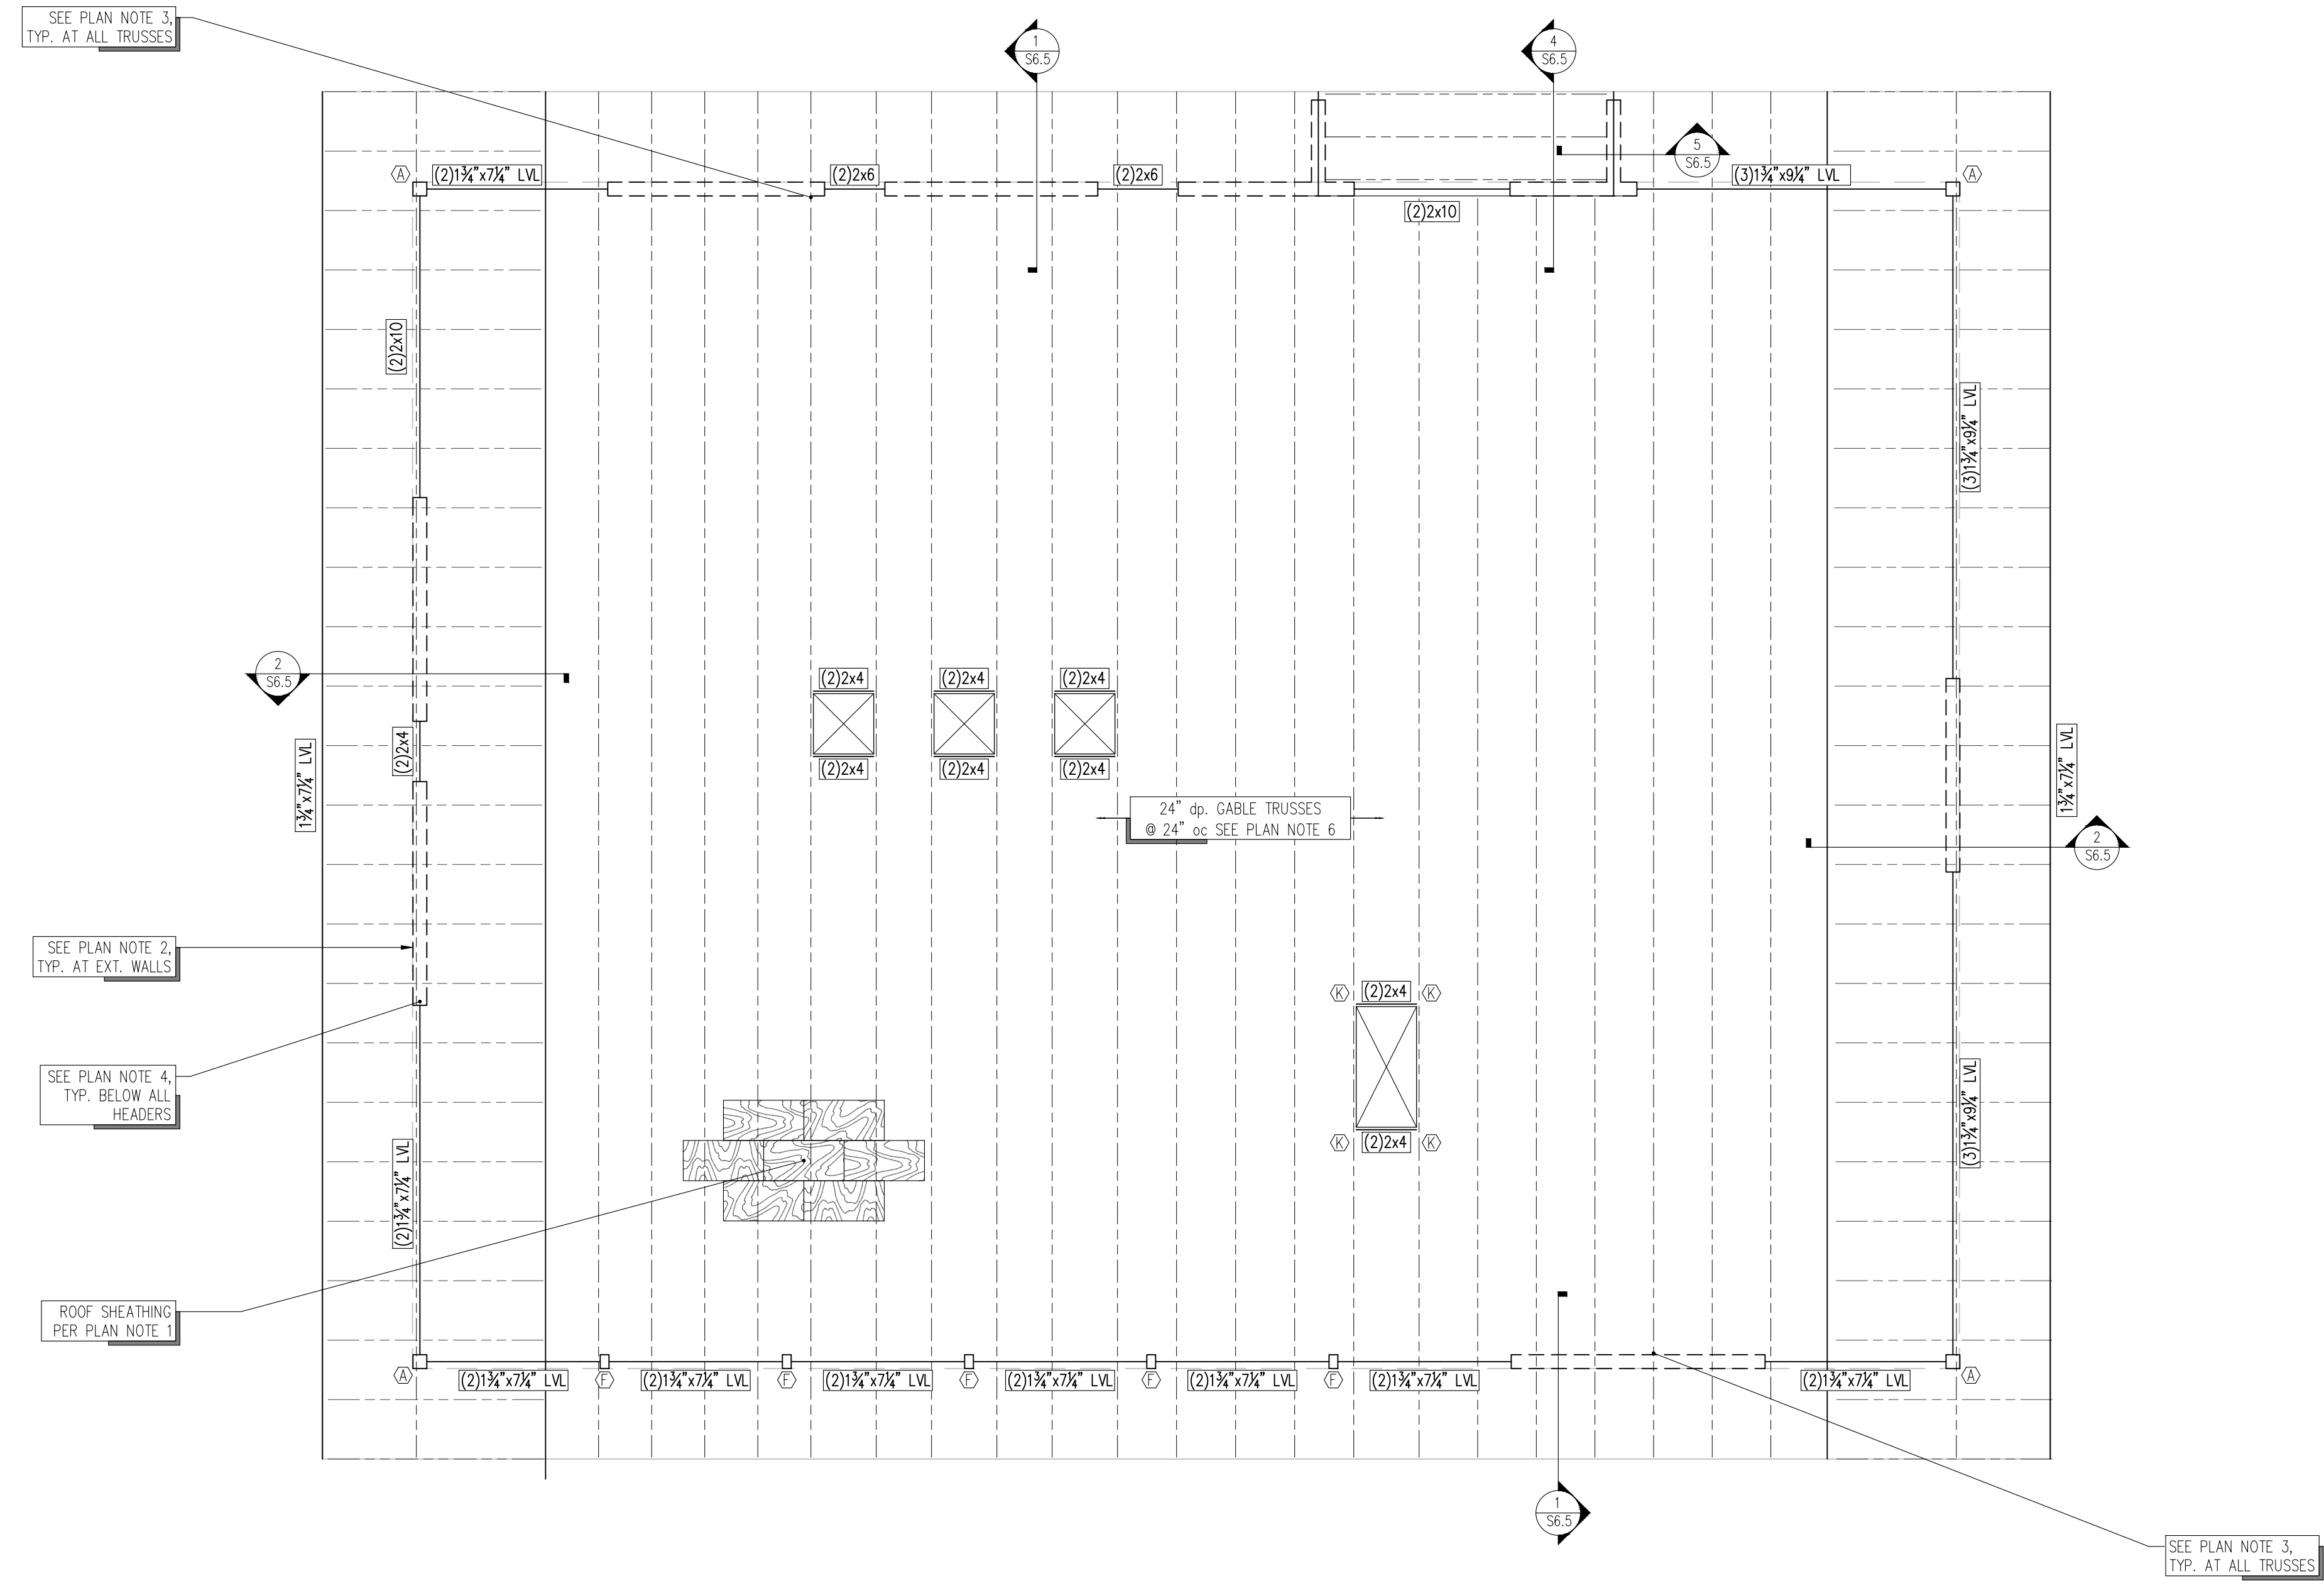 SEE PLAN NOTE 3,
TYP. AT ALL TRUSSES
1
S6.5
4
S6.5
5
S6.5
A
(2)1¾"x7¼" LVL
(2)2x6
(2)2x6
(3)1¾"x9¼" LVL
A
(2)2x10
(2)2x10
(3)1¾"x9¼" LVL
2
S6.5
(2)2x4
(2)2x4
(2)2x4
(2)2x4
1¾"x7¼" LVL
1¾"x7¼" LVL
(2)2x4
(2)2x4
(2)2x4
24" dp. GABLE TRUSSES
@ 24" oc SEE PLAN NOTE 6
2
S6.5
SEE PLAN NOTE 2,
TYP. AT EXT. WALLS
K
(2)2x4
K
SEE PLAN NOTE 4,
TYP. BELOW ALL
HEADERS
K
(2)2x4
K
(2)1¾"x7¼" LVL
(3)1¾"x9¼" LVL
ROOF SHEATHING
PER PLAN NOTE 1
A
(2)1¾"x7¼" LVL
F
(2)1¾"x7¼" LVL
F
(2)1¾"x7¼" LVL
F
(2)1¾"x7¼" LVL
F
(2)1¾"x7¼" LVL
F
(2)1¾"x7¼" LVL
(2)1¾"x7¼" LVL
A
1
S6.5
SEE PLAN NOTE 3,
TYP. AT ALL TRUSSES